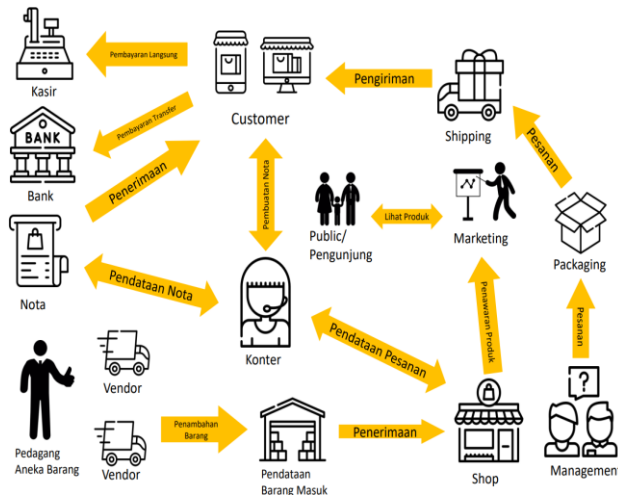 Pembayaran Langsung
Kasir
Customer
Pengiriman
Shipping
BANK
Bank
Pembayaran Transfer
Penerimaan
Pembuatan Nota
Public/
Pengunjung
Lihat Produk
Marketing
Pesanan
Packaging
Nota
Pendataan Nota
Konter
Pendataan Pesanan
Penawaran Produk
Pesanan
Pedagang
Aneka Barang
Vendor
Vendor
Penambahan
Barang
Pendataan
Barang Masuk
Penerimaan
Shop
?
Management